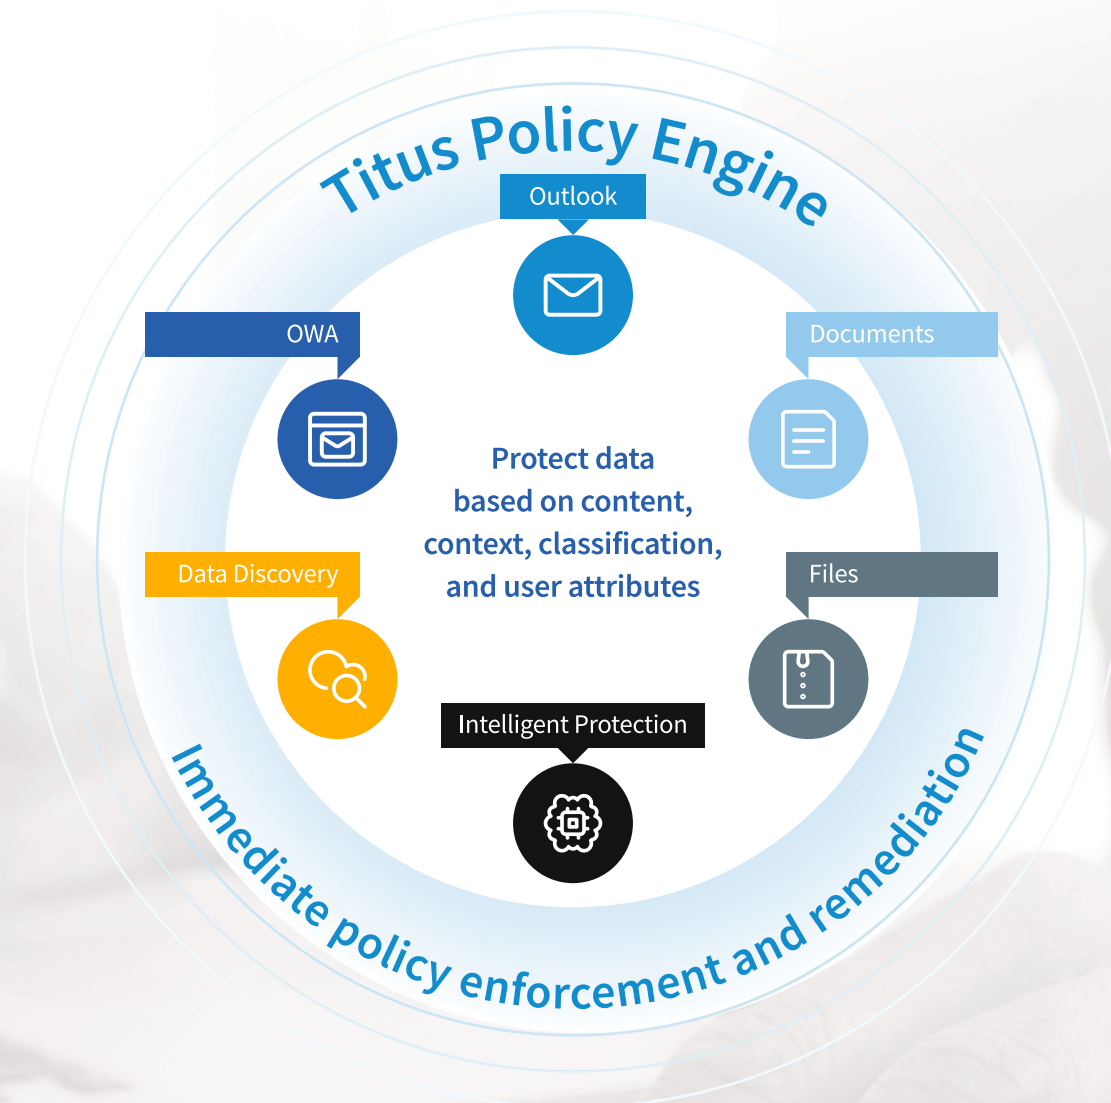 Titus Policy Engine
Outlook
OWA
Documents
Protect data
based on content,
context, classification,
and user attributes
Data Discovery
Files
Intelligent Protection
Immediate policy enforcement and remediation